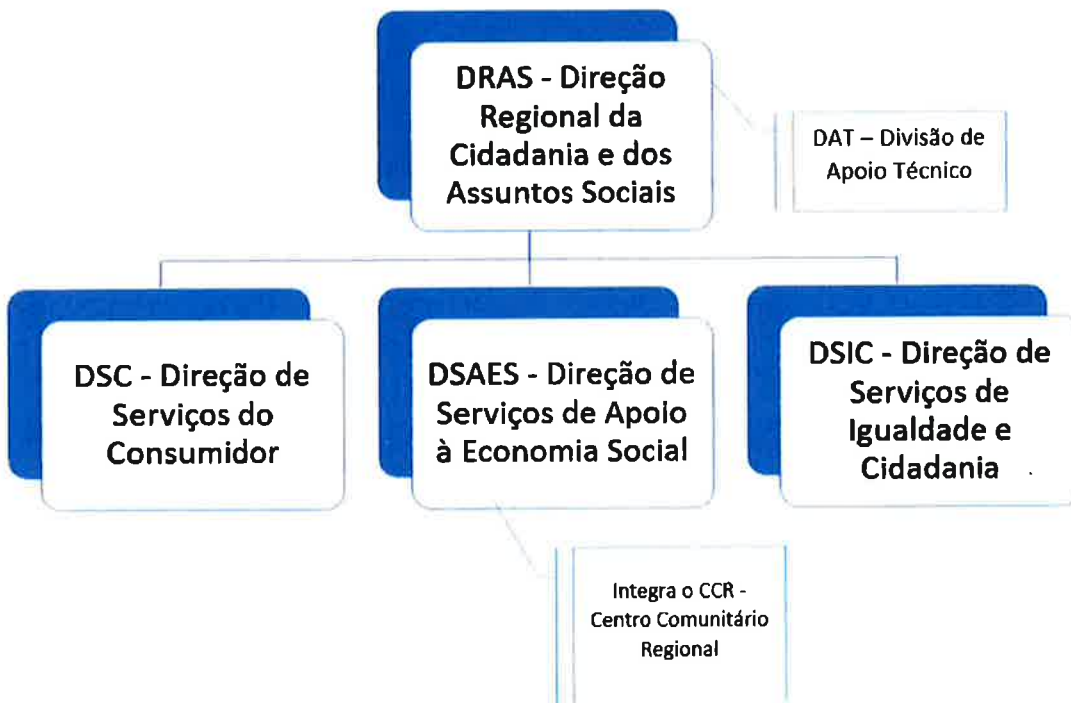 DRAS - Direção
Regional da
Cidadania e dos
Assuntos Sociais
DAT – Divisão de
Apoio Técnico
DSC - Direção de
Serviços do
Consumidor
DSAES - Direção de
Serviços de Apoio
à Economia Social
DSIC - Direção de
Serviços de
Igualdade e
Cidadania
Integra o CCR -
Centro Comunitário
Regional